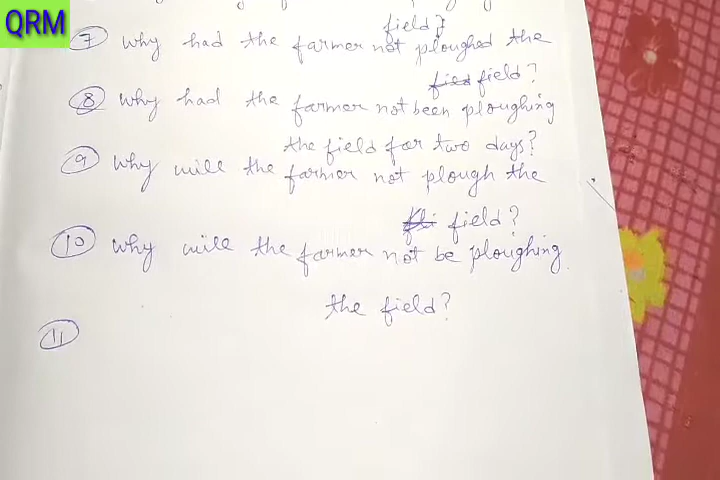 QRM
field?
7 why had the farmer not ploughed the
field?
8 why had the farmer not been ploughing
the field for two days?
9 why will the farmer not plough the
field?
10 why will the farmer not be ploughing
the field?
11